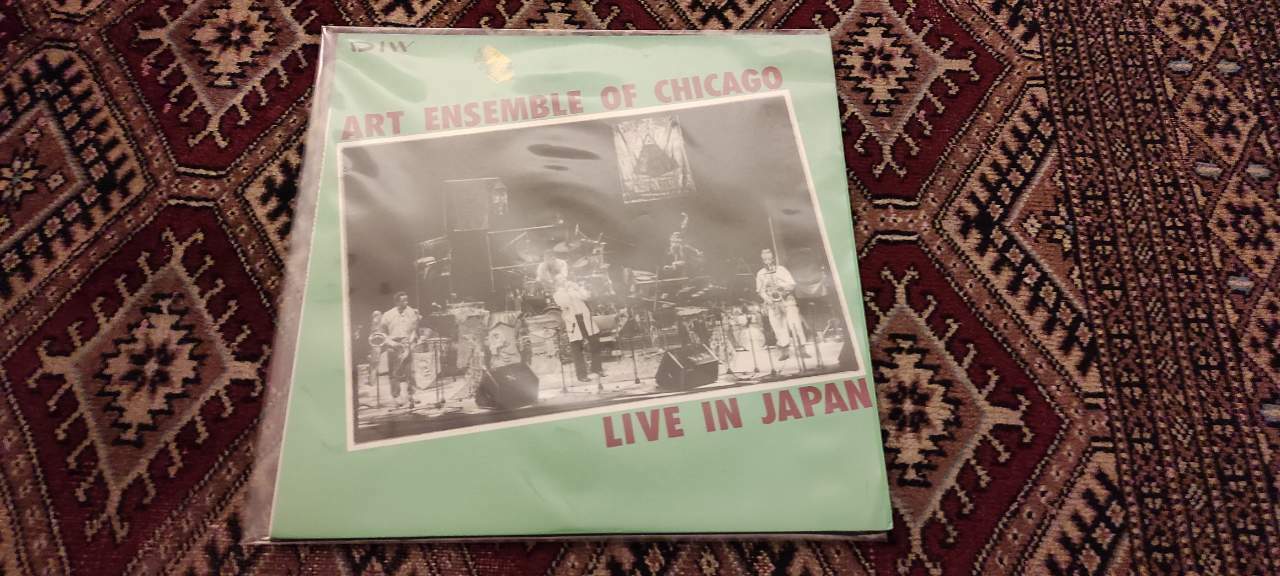 DIW
ART ENSEMBLE OF CHICAGO
LIVE IN JAPAN